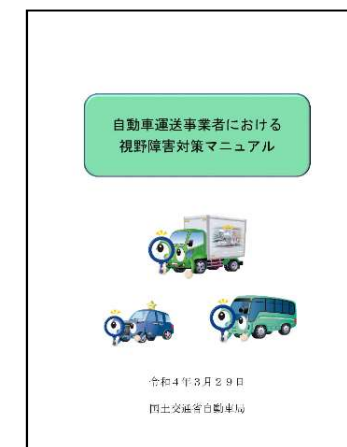 自動車運送事業者における
視野障害対策マニュアル
令和4年3月29日
国土交通省自動車局